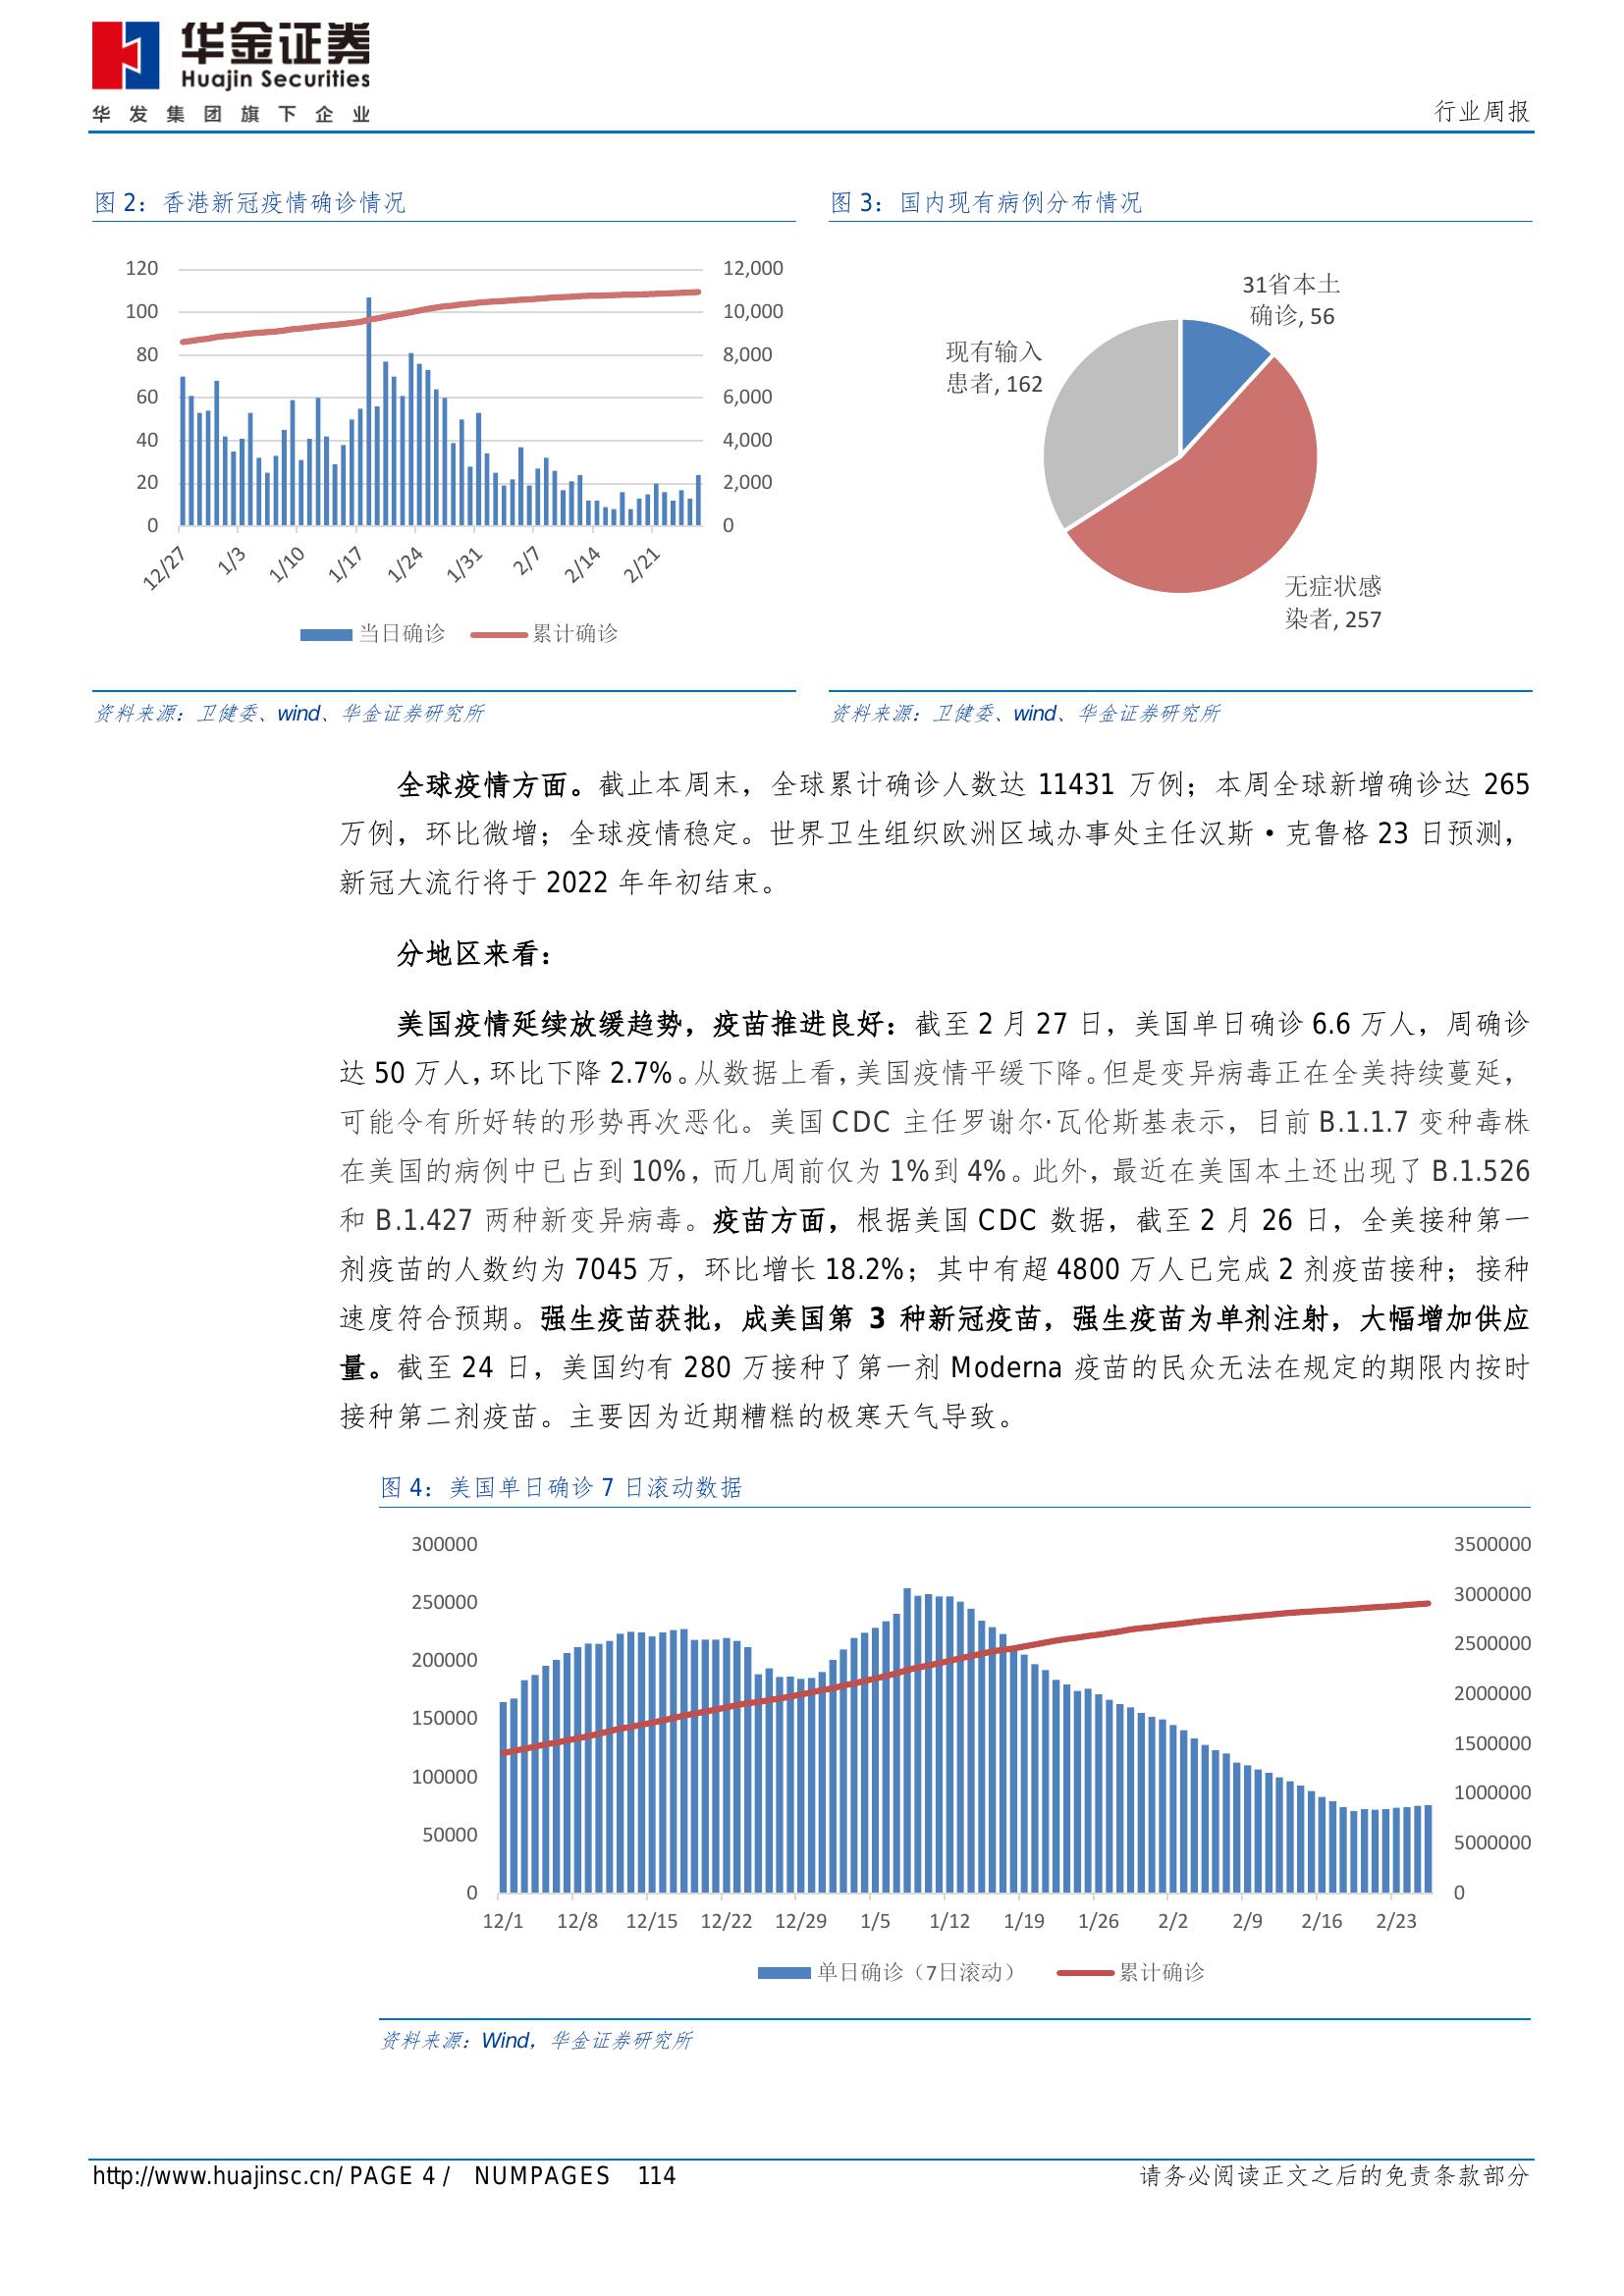 华金证券
Huajin Securities
华发集团旗下企业
行业周报
图 2：香港新冠疫情确诊情况
120
100
80
60
40
20
0
12,000
10,000
8,000
6,000
4,000
2,000
0
12/27
1/3
1/10
1/17
1/24
1/31
2/7
2/14
2/21
当日确诊
累计确诊
资料来源：卫健委、wind、华金证券研究所
图 3：国内现有病例分布情况
31省本土
确诊, 56
现有输入
患者, 162
无症状感
染者, 257
资料来源：卫健委、wind、华金证券研究所
全球疫情方面。截止本周末，全球累计确诊人数达 11431 万例；本周全球新增确诊达 265
万例，环比微增；全球疫情稳定。世界卫生组织欧洲区域办事处主任汉斯•克鲁格 23 日预测，
新冠大流行将于 2022 年年初结束。
分地区来看：
美国疫情延续放缓趋势，疫苗推进良好：截至 2 月 27 日，美国单日确诊 6.6 万人，周确诊
达 50 万人，环比下降 2.7%。从数据上看，美国疫情平缓下降。但是变异病毒正在全美持续蔓延，
可能令有所好转的形势再次恶化。美国 CDC 主任罗谢尔·瓦伦斯基表示，目前 B.1.1.7 变种毒株
在美国的病例中已占到 10%，而几周前仅为 1%到 4%。此外，最近在美国本土还出现了 B.1.526
和 B.1.427 两种新变异病毒。疫苗方面，根据美国 CDC 数据，截至 2 月 26 日，全美接种第一
剂疫苗的人数约为 7045 万，环比增长 18.2%；其中有超 4800 万人已完成 2 剂疫苗接种；接种
速度符合预期。强生疫苗获批，成美国第 3 种新冠疫苗，强生疫苗为单剂注射，大幅增加供应
量。截至 24 日，美国约有 280 万接种了第一剂 Moderna 疫苗的民众无法在规定的期限内按时
接种第二剂疫苗。主要因为近期糟糕的极寒天气导致。
图 4：美国单日确诊 7 日滚动数据
300000
250000
200000
150000
100000
50000
0
3500000
3000000
2500000
2000000
1500000
1000000
5000000
0
12/1
12/8
12/15
12/22
12/29
1/5
1/12
1/19
1/26
2/2
2/9
2/16
2/23
单日确诊（7日滚动）
累计确诊
资料来源：Wind，华金证券研究所
http://www.huajinsc.cn/ PAGE 4 / NUMPAGES 114
请务必阅读正文之后的免责条款部分